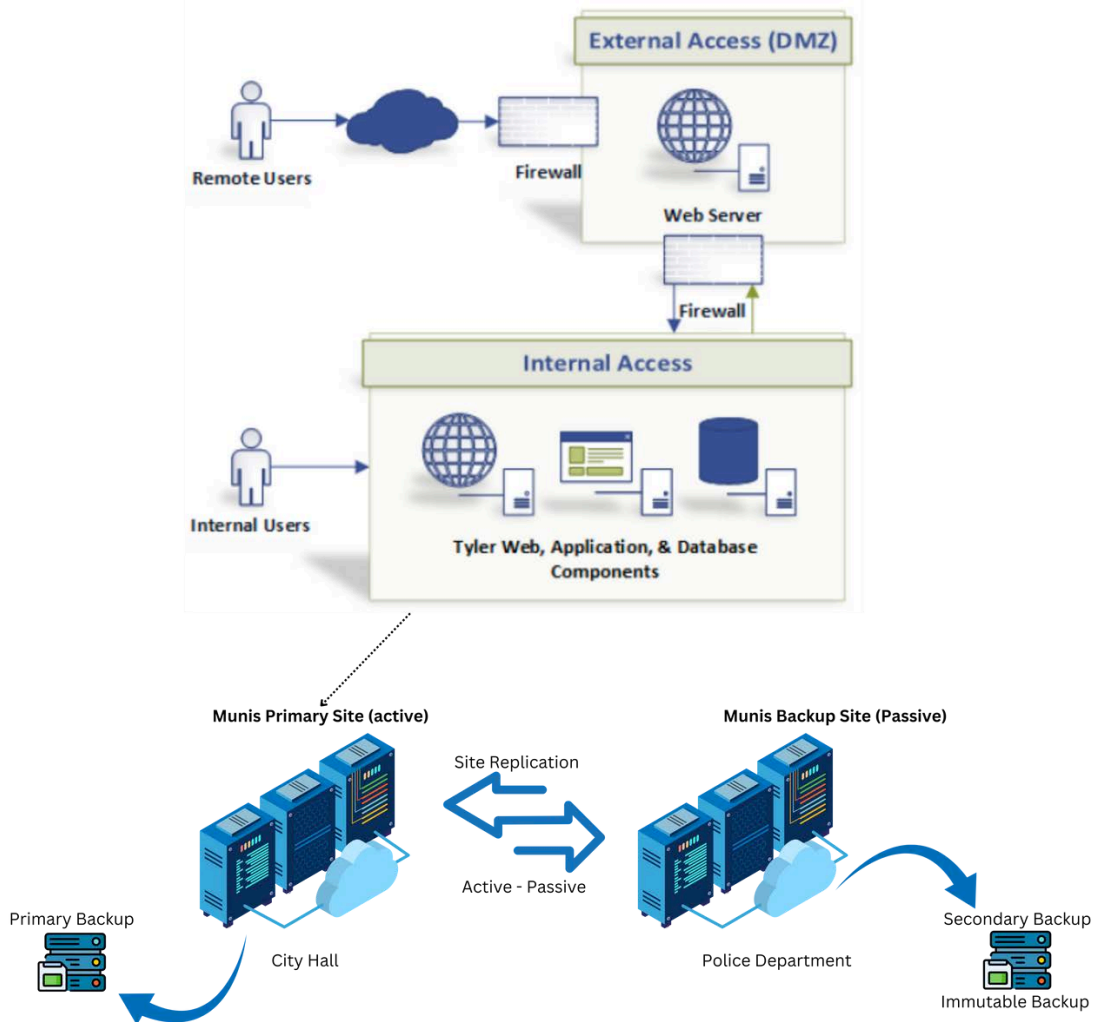 External Access (DMZ)
Remote Users
Firewall
Web Server
Firewall
Internal Access
Internal Users
Tyler Web, Application, & Database
Components
Munis Primary Site (active)
Munis Backup Site (Passive)
Site Replication
Active - Passive
Primary Backup
City Hall
Police Department
Secondary Backup
Immutable Backup